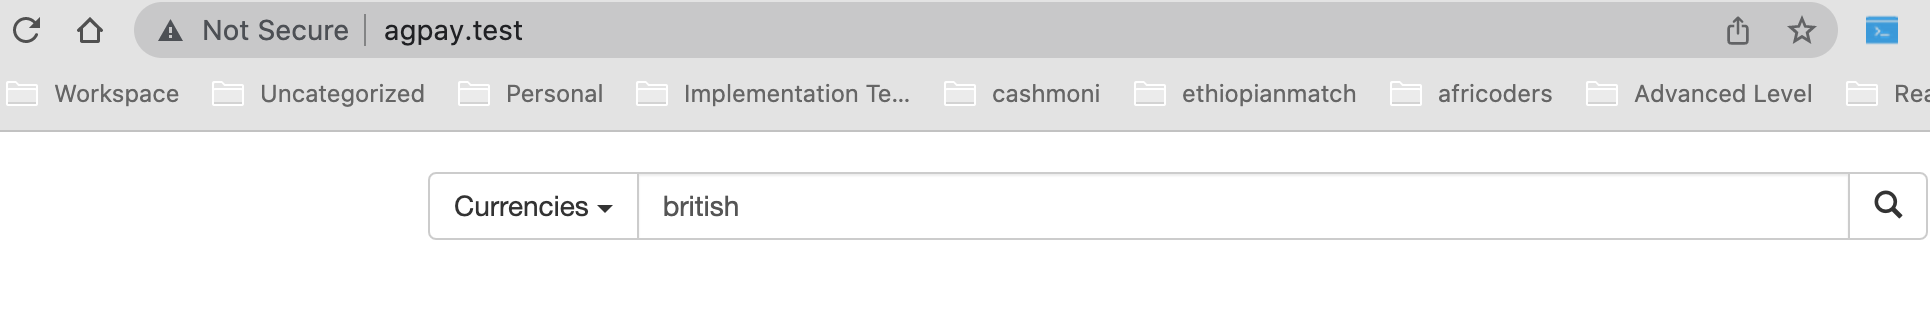 Not Secure agpay.test
Workspace Uncategorized Personal Implementation Te... cashmoni ethiopianmatch africoders Advanced Level Rea
Currencies british